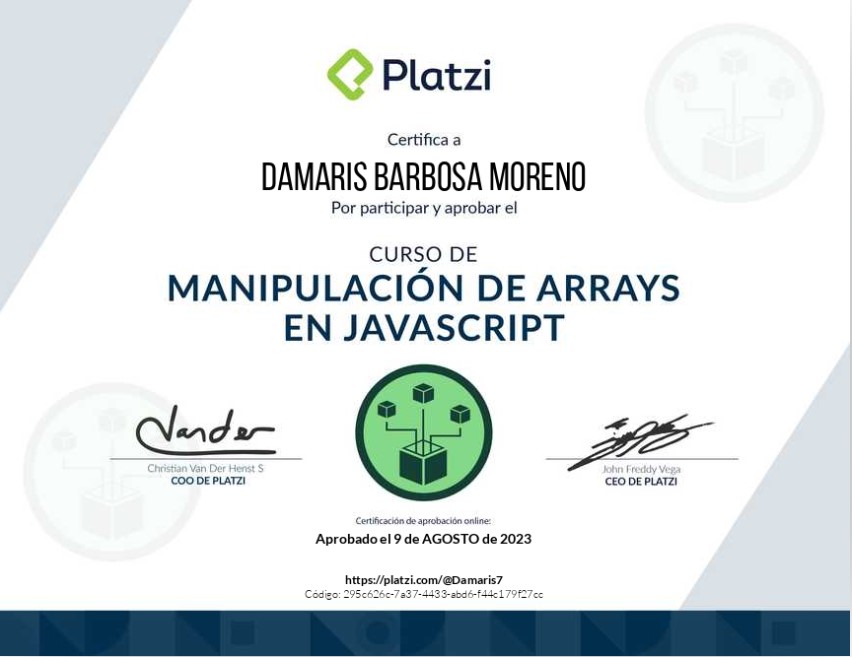 Platzi
Certifica a
DAMARIS BARBOSA MORENO
Por participar y aprobar el
CURSO DE
MANIPULACIÓN DE ARRAYS
EN JAVASCRIPT
Vander
Christian Van Der Henst S
COO DE PLATZI
John Freddy Vega
CEO DE PLATZI
Certificación de aprobación online:
Aprobado el 9 de AGOSTO de 2023
https://platzi.com/@Damaris7
Código: 295c626c-7a37-4433-abd6-f44c179f27cc